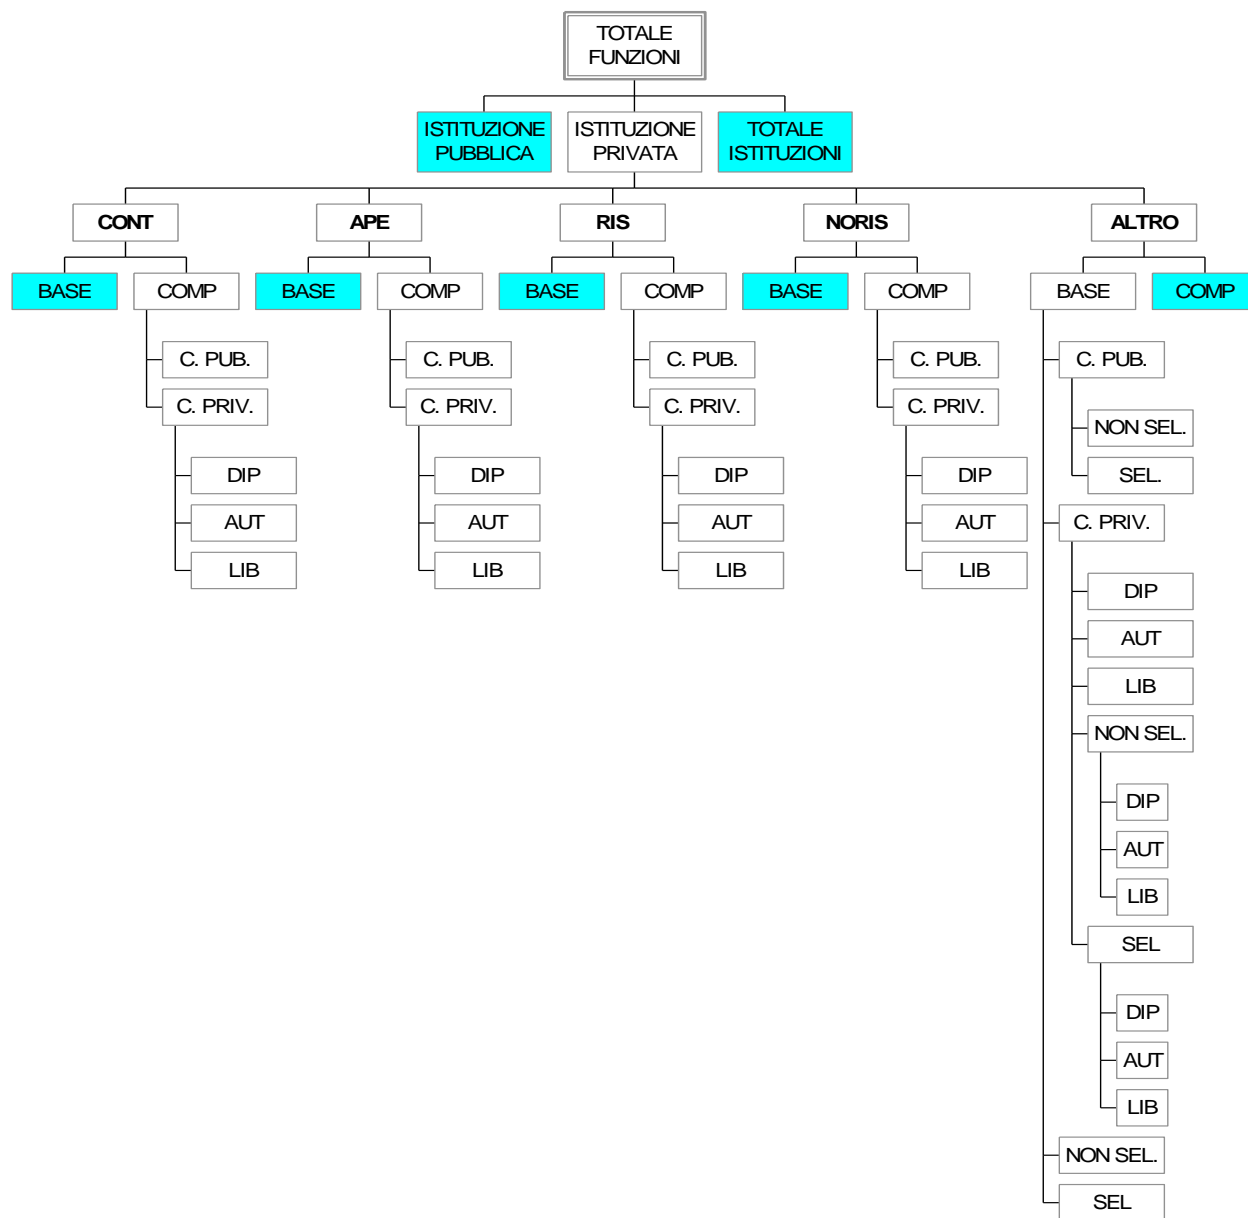 TOTALE
FUNZIONI
ISTITUZIONE
PUBBLICA
ISTITUZIONE
PRIVATA
TOTALE
ISTITUZIONI
CONT
APE
RIS
NORIS
ALTRO
BASE
COMP
BASE
COMP
BASE
COMP
BASE
COMP
BASE
COMP
C. PUB.
C. PRIV.
DIP
AUT
LIB
C. PUB.
C. PRIV.
DIP
AUT
LIB
C. PUB.
C. PRIV.
DIP
AUT
LIB
C. PUB.
C. PRIV.
DIP
AUT
LIB
C. PUB.
NON SEL.
SEL.
C. PRIV.
DIP
AUT
LIB
NON SEL.
DIP
AUT
LIB
SEL
DIP
AUT
LIB
NON SEL.
SEL